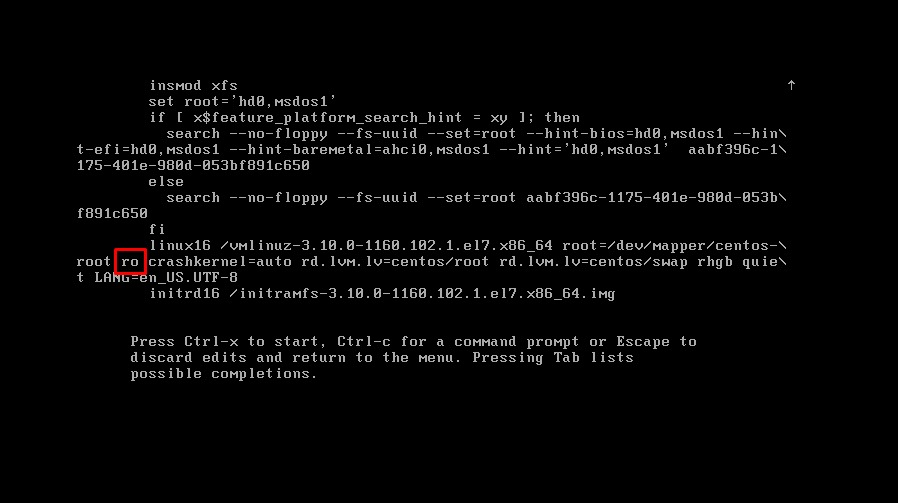 insmod xfs ↑
set root='hd0,msdos1'
if [ x$feature_platform_search_hint = xy ]; then
search --no-floppy --fs-uuid --set=root --hint-bios=hd0,msdos1 --hin\
t-efi=hd0,msdos1 --hint-baremetal=ahci0,msdos1 --hint='hd0,msdos1'  aabf396c-1\
175-401e-980d-053bf891c650
else
search --no-floppy --fs-uuid --set=root aabf396c-1175-401e-980d-053b\
f891c650
fi
linux16 /vmlinuz-3.10.0-1160.102.1.el7.x86_64 root=/dev/mapper/centos-\
root ro crashkernel=auto rd.lvm.lv=centos/root rd.lvm.lv=centos/swap rhgb quie\
t LANG=en_US.UTF-8
initrd16 /initramfs-3.10.0-1160.102.1.el7.x86_64.img
Press Ctrl-x to start, Ctrl-c for a command prompt or Escape to
discard edits and return to the menu. Pressing Tab lists
possible completions.